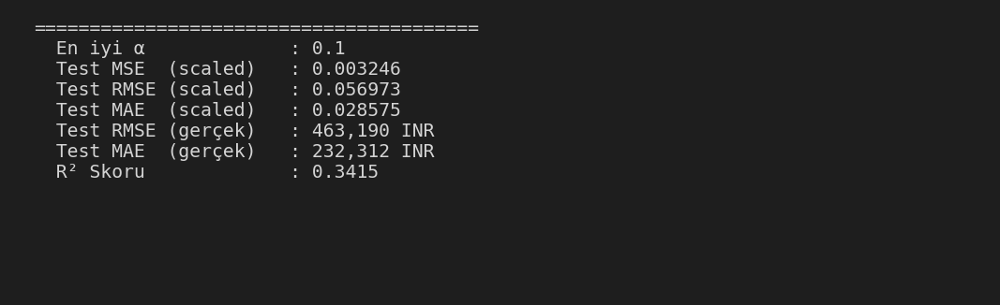 ========================================
En iyi α : 0.1
Test MSE (scaled) : 0.003246
Test RMSE (scaled) : 0.056973
Test MAE (scaled) : 0.028575
Test RMSE (gerçek) : 463,190 INR
Test MAE (gerçek) : 232,312 INR
R² Skoru : 0.3415